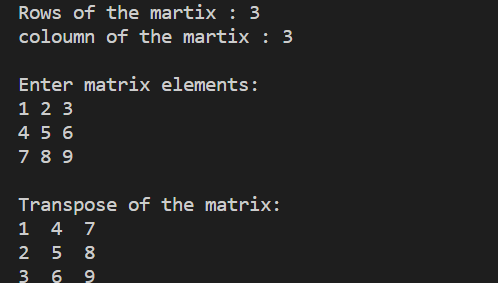 Rows of the martix : 3
coloumn of the martix : 3
Enter matrix elements:
1 2 3
4 5 6
7 8 9
Transpose of the matrix:
1  4  7
2  5  8
3  6  9